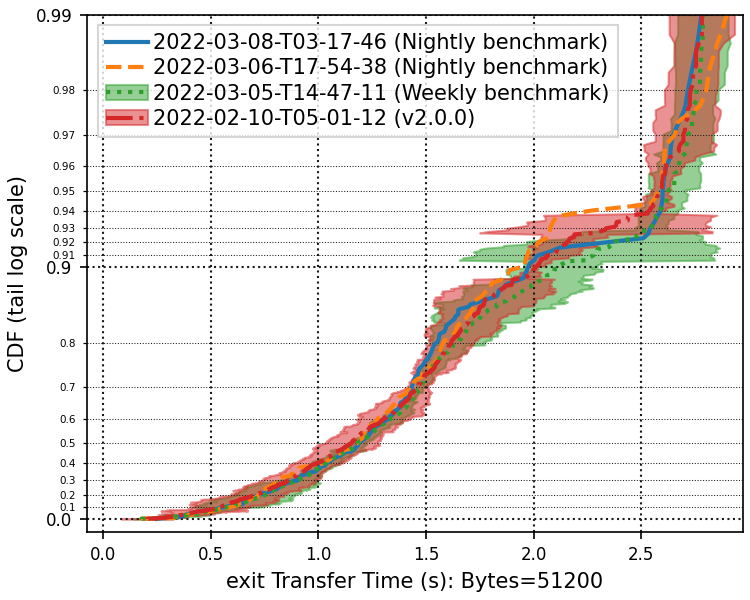 0.99
2022-03-08-T03-17-46 (Nightly benchmark)
2022-03-06-T17-54-38 (Nightly benchmark)
2022-03-05-T14-47-11 (Weekly benchmark)
2022-02-10-T05-01-12 (v2.0.0)
0.98
0.97
0.96
0.95
0.94
0.93
0.92
0.91
0.9
0.8
0.7
0.6
0.5
0.4
0.3
0.2
0.1
0.0
CDF (tail log scale)
0.0 0.5 1.0 1.5 2.0 2.5
exit Transfer Time (s): Bytes=51200